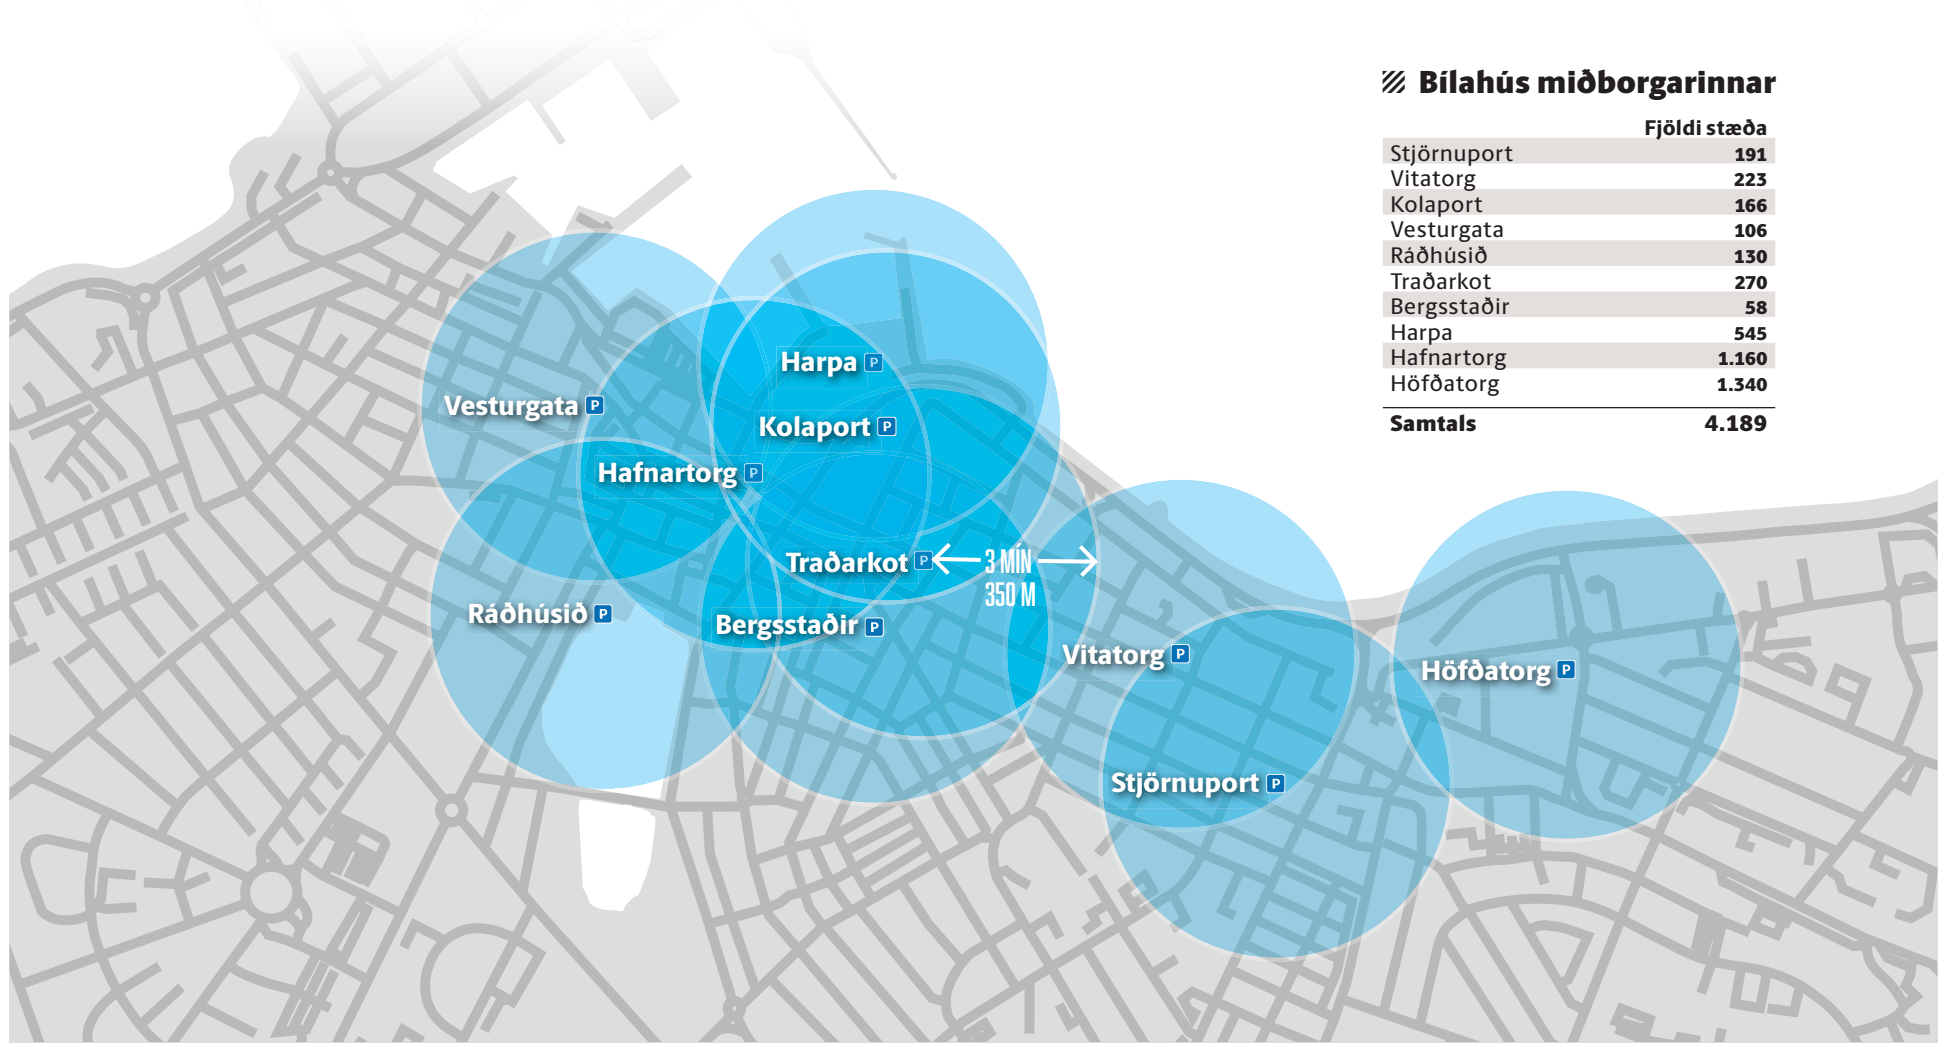 Bílahús miðborgarinnar
Fjöldi stæða
Stjörnuport 191
Vitatorg 223
Kolaport 166
Vesturgata 106
Ráðhúsið 130
Traðarkot 270
Bergsstaðir 58
Harpa 545
Hafnartorg 1.160
Höfðatorg 1.340
Samtals 4.189
Harpa P
Vesturgata P
Kolaport P
Hafnartorg P
Traðarkot P
3 MÍN
350 M
Ráðhúsið P
Bergsstaðir P
Vitatorg P
Höfðatorg P
Stjörnuport P